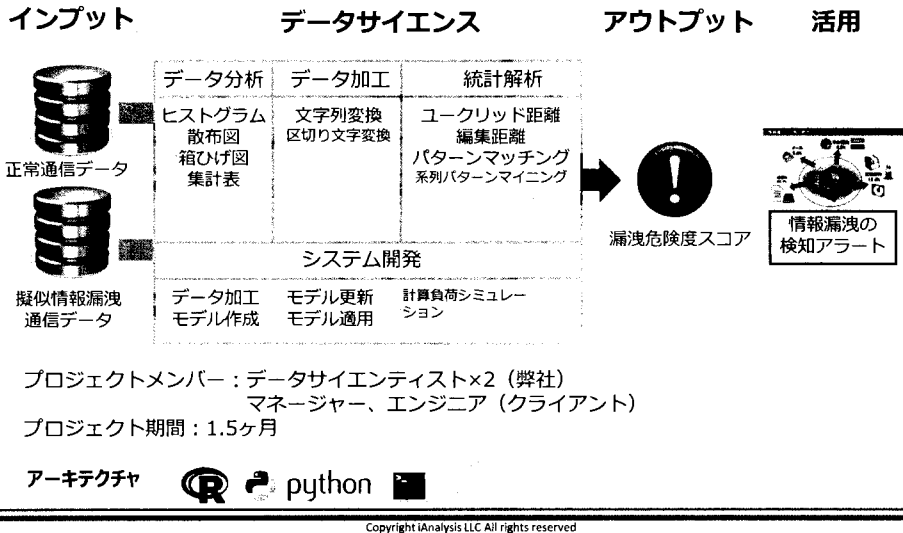 インプット
データサイエンス
アウトプット
活用
正常通信データ
擬似情報漏洩
通信データ
データ分析
データ加工
統計解析
ヒストグラム
散布図
箱ひげ図
集計表
文字列変換
区切り文字変換
ユークリッド距離
編集距離
パターンマッチング
系列パターンマイニング
システム開発
データ加工
モデル作成
モデル更新
モデル適用
計算負荷シミュレー
ション
漏洩危険度スコア
情報漏洩の
検知アラート
プロジェクトメンバー：データサイエンティスト×2（弊社）
マネージャー、エンジニア（クライアント）
プロジェクト期間：1.5ヶ月
アーキテクチャ
R
python
Copyright iAnalysis LLC All rights reserved